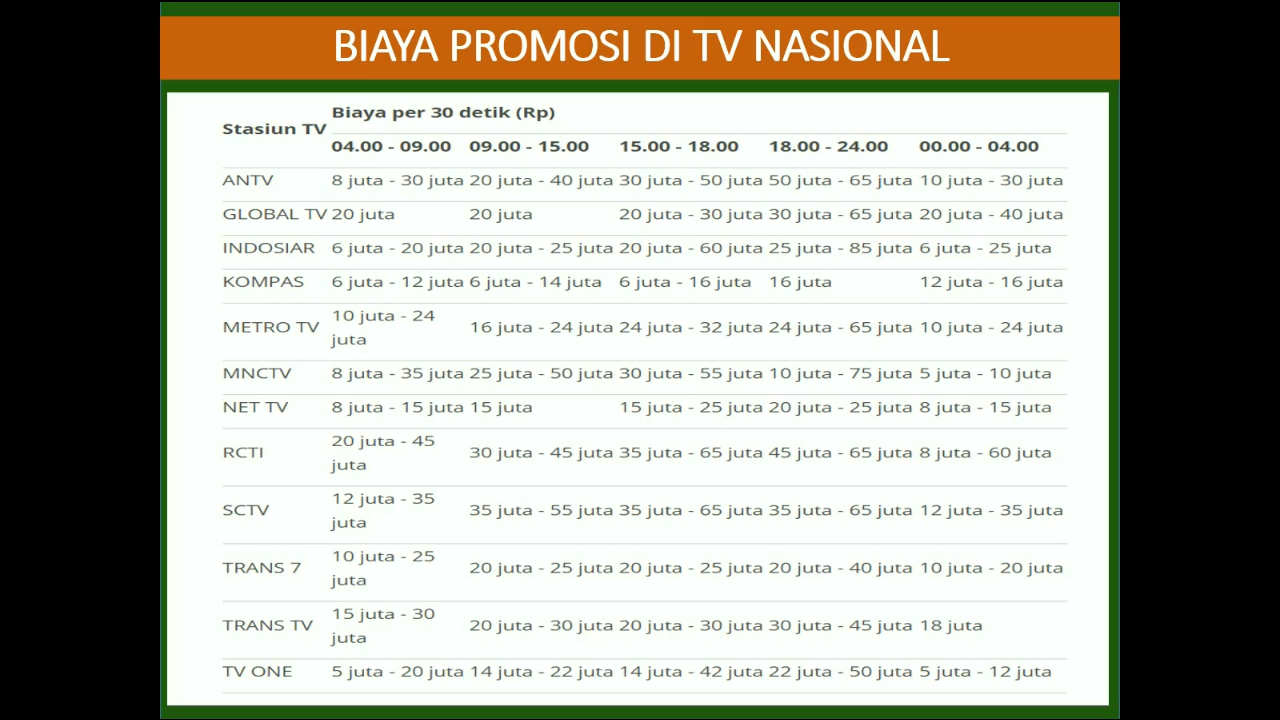 BIAYA PROMOSI DI TV NASIONAL
Stasiun TV Biaya per 30 detik (Rp)
04.00 - 09.00 09.00 - 15.00 15.00 - 18.00 18.00 - 24.00 00.00 - 04.00
ANTV 8 juta - 30 juta 20 juta - 40 juta 30 juta - 50 juta 50 juta - 65 juta 10 juta - 30 juta
GLOBAL TV 20 juta 20 juta 20 juta - 30 juta 30 juta - 65 juta 20 juta - 40 juta
INDOSIAR 6 juta - 20 juta 20 juta - 25 juta 20 juta - 60 juta 25 juta - 85 juta 6 juta - 25 juta
KOMPAS 6 juta - 12 juta 6 juta - 14 juta 6 juta - 16 juta 16 juta 12 juta - 16 juta
METRO TV 10 juta - 24 juta 16 juta - 24 juta 24 juta - 32 juta 24 juta - 65 juta 10 juta - 24 juta
MNCTV 8 juta - 35 juta 25 juta - 50 juta 30 juta - 55 juta 10 juta - 75 juta 5 juta - 10 juta
NET TV 8 juta - 15 juta 15 juta 15 juta - 25 juta 20 juta - 25 juta 8 juta - 15 juta
RCTI 20 juta - 45 juta 30 juta - 45 juta 35 juta - 65 juta 45 juta - 65 juta 8 juta - 60 juta
SCTV 12 juta - 35 juta 35 juta - 55 juta 35 juta - 65 juta 35 juta - 65 juta 12 juta - 35 juta
TRANS 7 10 juta - 25 juta 20 juta - 25 juta 20 juta - 25 juta 20 juta - 40 juta 10 juta - 20 juta
TRANS TV 15 juta - 30 juta 20 juta - 30 juta 20 juta - 30 juta 30 juta - 45 juta 18 juta
TV ONE 5 juta - 20 juta 14 juta - 22 juta 14 juta - 42 juta 22 juta - 50 juta 5 juta - 12 juta